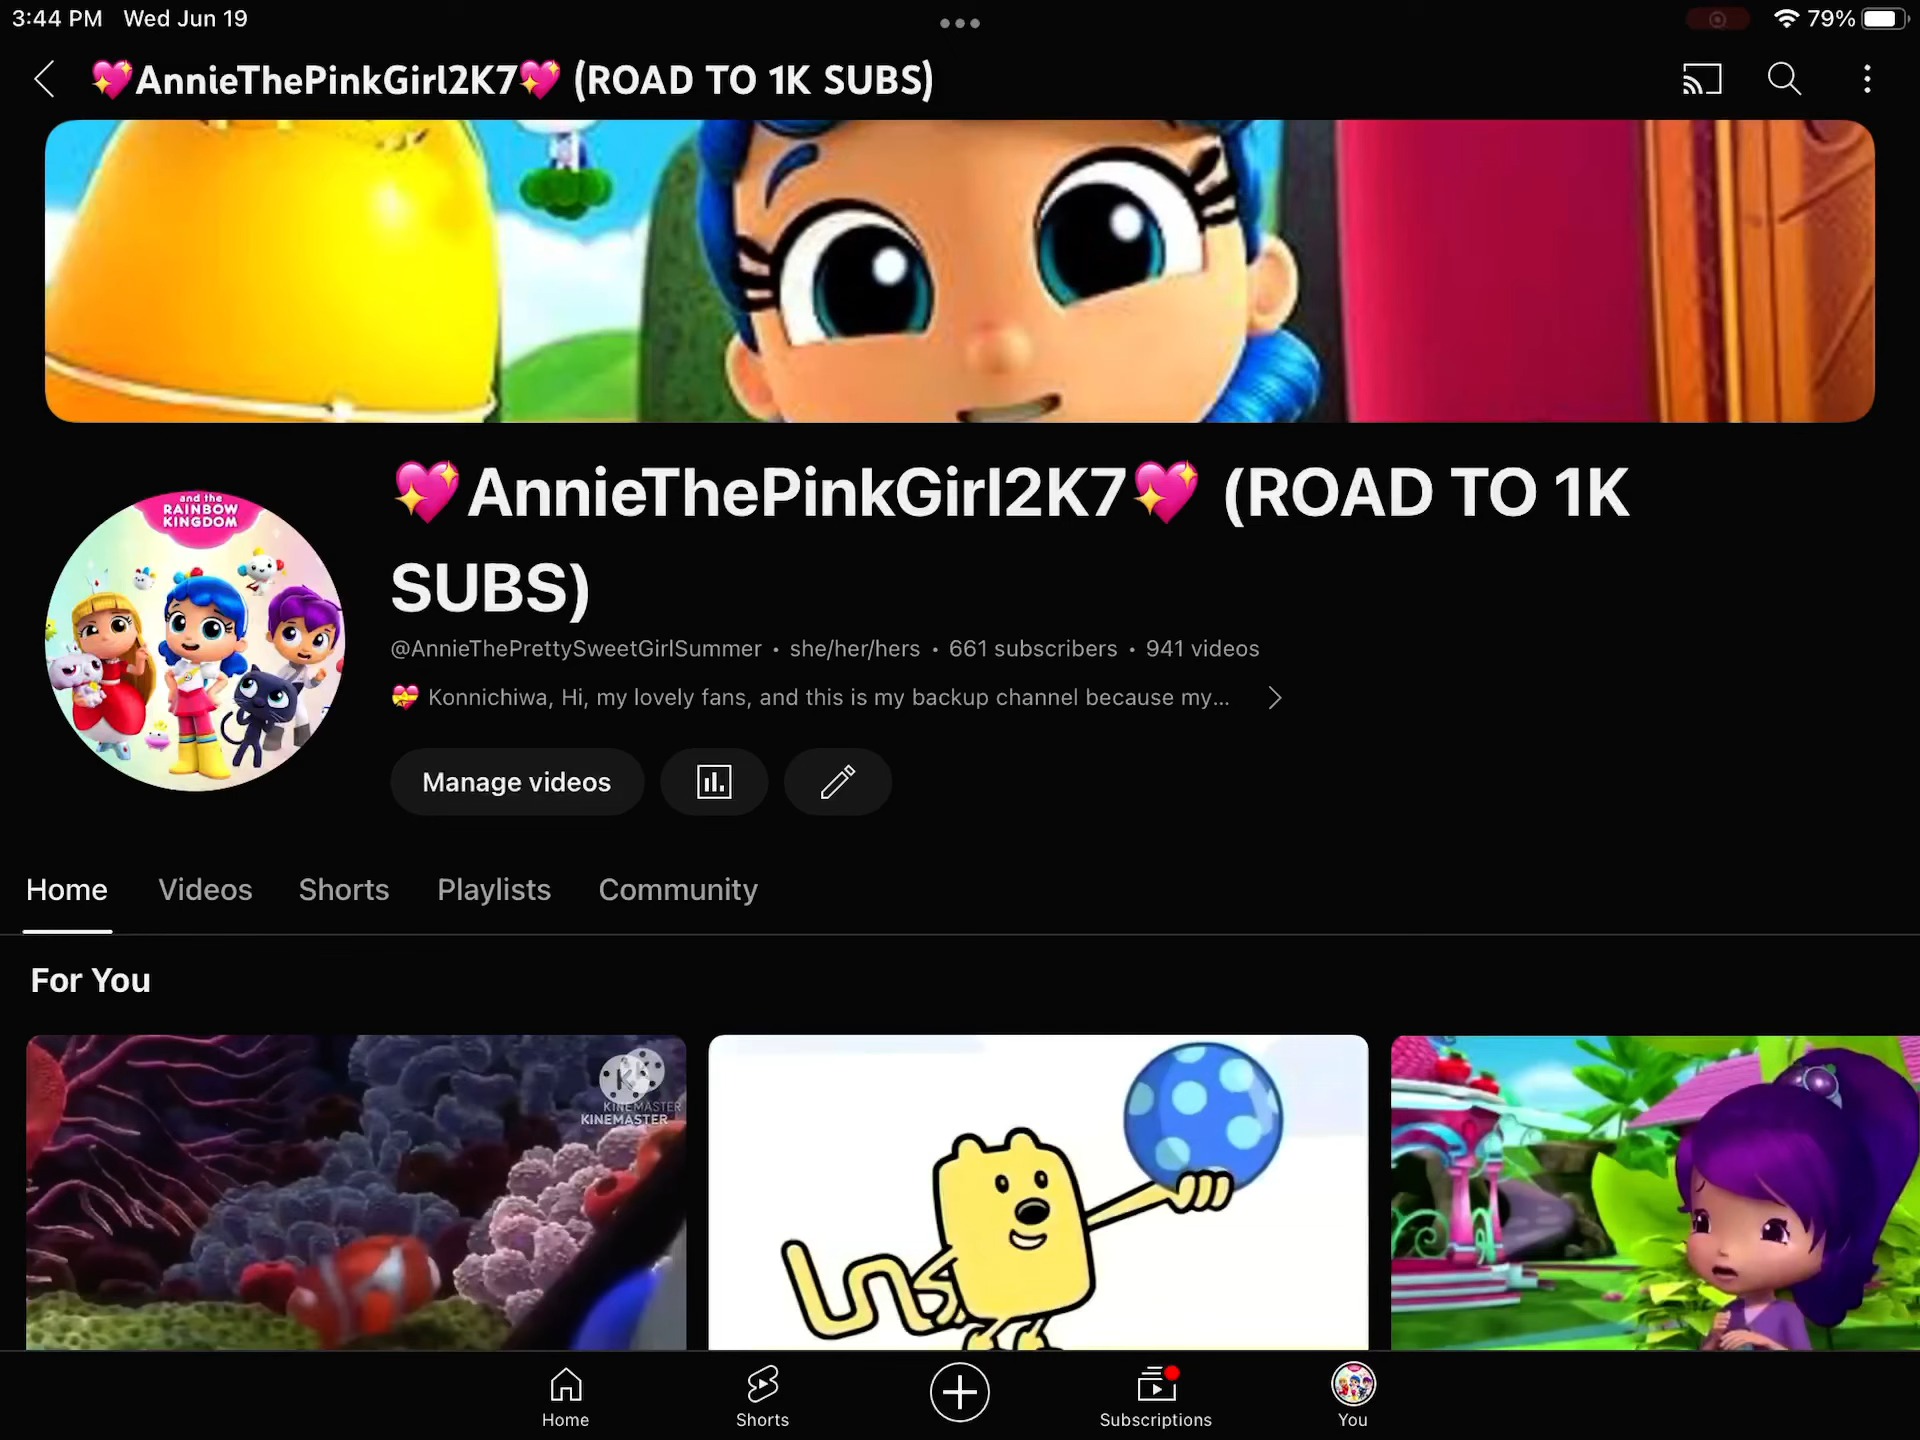 3:44 PM Wed Jun 19
79%
💖AnnieThePinkGirl2K7💖 (ROAD TO 1K SUBS)
and the
RAINBOW
KINGDOM
💖AnnieThePinkGirl2K7💖 (ROAD TO 1K
SUBS)
@AnnieThePrettySweetGirlSummer • she/her/hers • 661 subscribers • 941 videos
💝 Konnichiwa, Hi, my lovely fans, and this is my backup channel because my...
Manage videos
Home Videos Shorts Playlists Community
For You
KINEMASTER
KINEMASTER
Home Shorts Subscriptions You